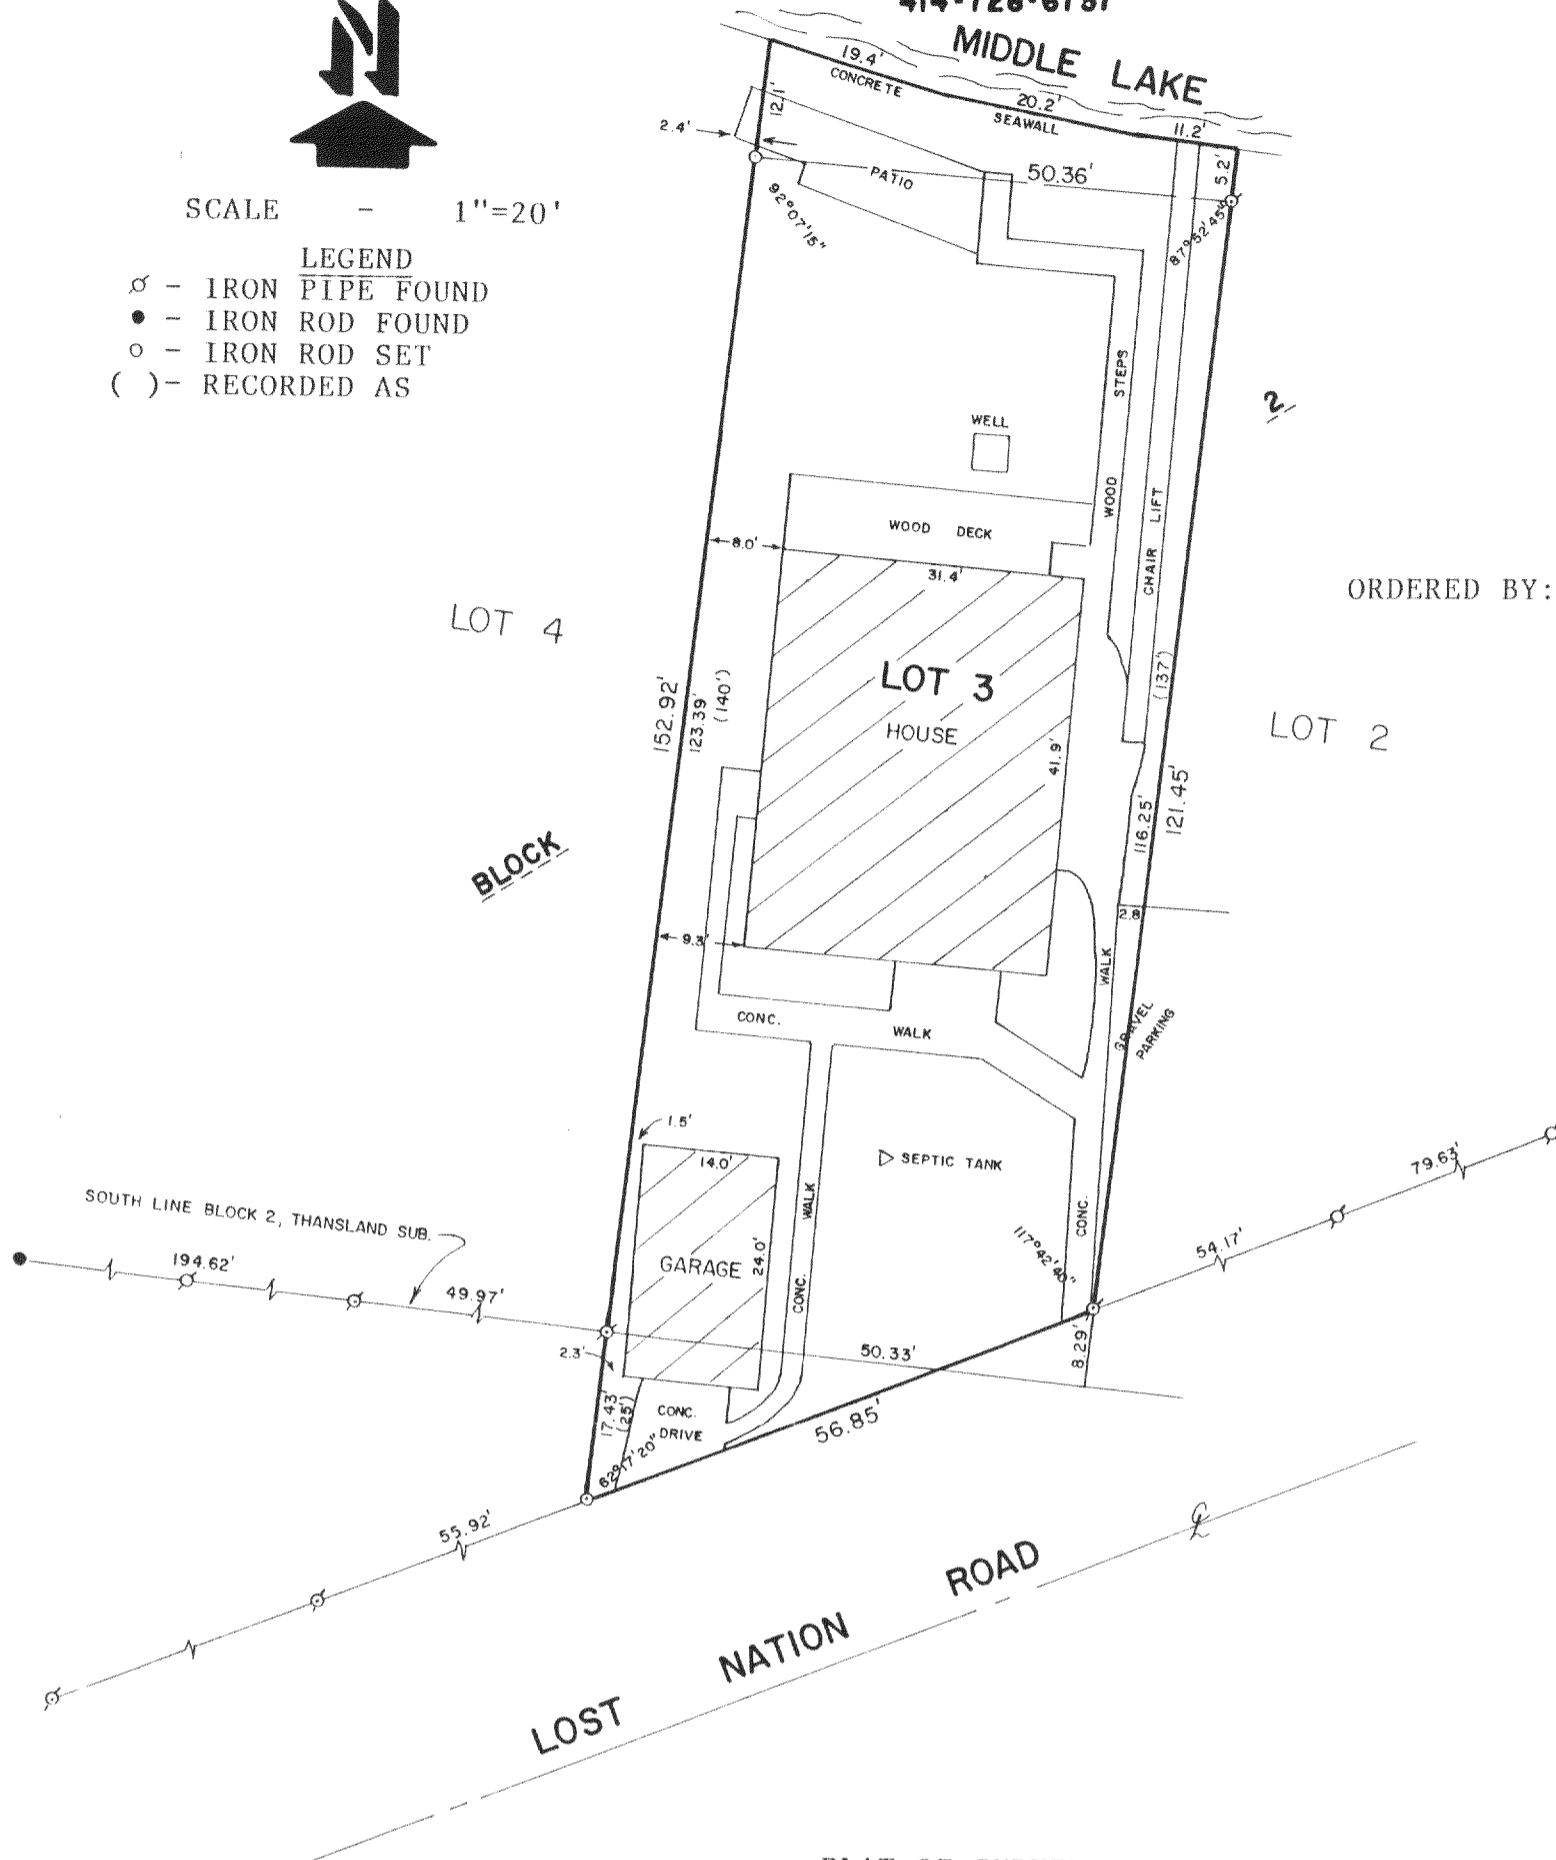 N
MIDDLE LAKE
19.4'
CONCRETE
20.2'
SEAWALL
11.2'
12.1'
2.4'
5.2'
PATIO
50.36'
92°07'15"
87°52'45"
SCALE - 1"=20'
LEGEND
- IRON PIPE FOUND
- IRON ROD FOUND
- IRON ROD SET
( )- RECORDED AS
2
STEPS
WOOD
WELL
CHAIR LIFT
WOOD DECK
8.0'
31.4'
ORDERED BY:
LOT 4
LOT 3
HOUSE
(137')
152.92'
123.39'
(140')
LOT 2
41.9'
116.25'
121.45'
BLOCK
2.8
9.3'
WALK
CONC.
WALK
GRAVEL
PARKING
1.5'
14.0'
SEPTIC TANK
WALK
CONC.
CONC.
117°42'40"
79.63'
54.17'
SOUTH LINE BLOCK 2, THANSLAND SUB.
194.62'
49.97'
GARAGE
24.0'
50.33'
8.29'
2.3'
17.43'
(25')
CONC.
DRIVE
62°17'20"
56.85'
55.92'
LOST NATION ROAD